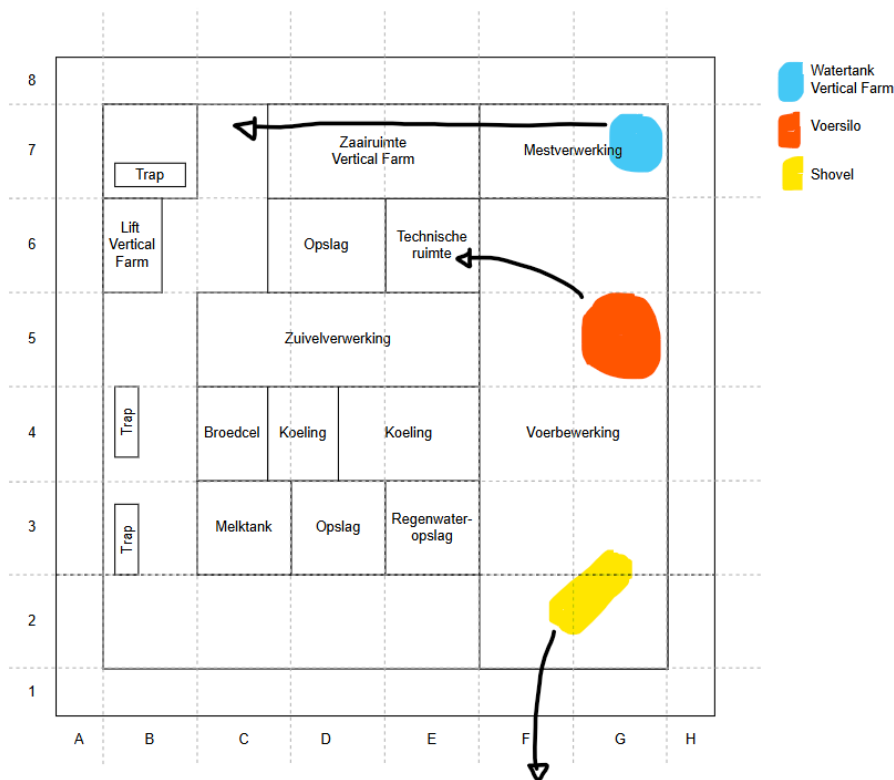 8
Watertank
Vertical Farm
Voersilo
Shovel
7
Zaairuimte
Vertical Farm
Mestverwerking
Trap
6
Lift
Vertical
Farm
Opslag
Technische
ruimte
5
Zuivelverwerking
4
Trap
Broedcel
Koeling
Koeling
Voerbewerking
3
Trap
Melktank
Opslag
Regenwater-
opslag
2
1
A
B
C
D
E
F
G
H